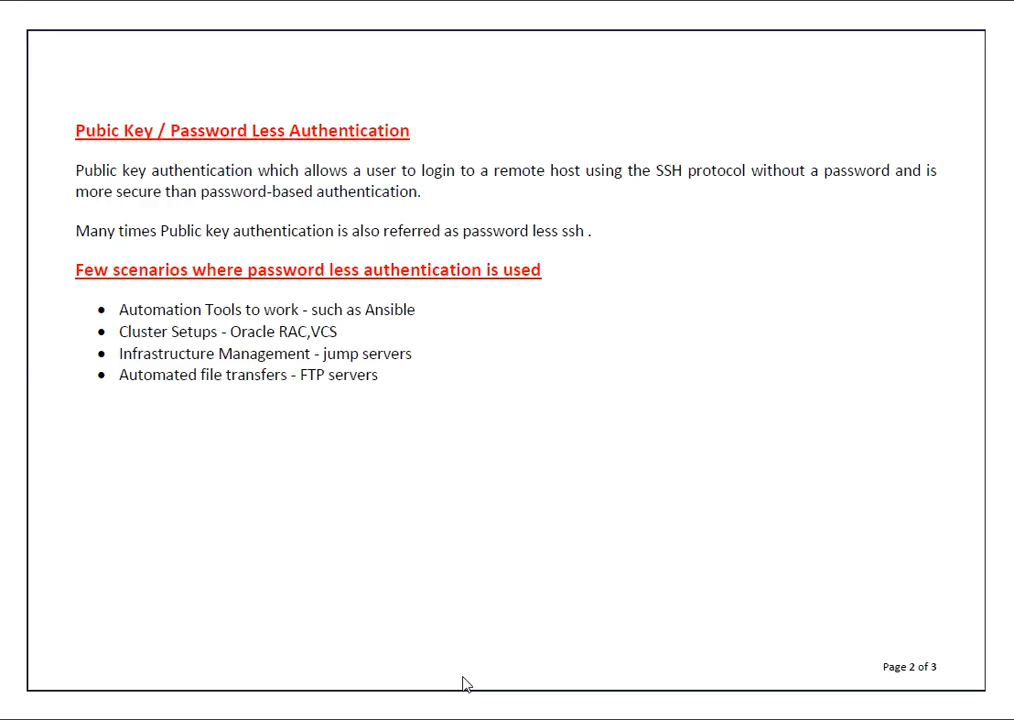 Pubic Key / Password Less Authentication
Public key authentication which allows a user to login to a remote host using the SSH protocol without a password and is
more secure than password-based authentication.
Many times Public key authentication is also referred as password less ssh .
Few scenarios where password less authentication is used
• Automation Tools to work - such as Ansible
• Cluster Setups - Oracle RAC,VCS
• Infrastructure Management - jump servers
• Automated file transfers - FTP servers
Page 2 of 3